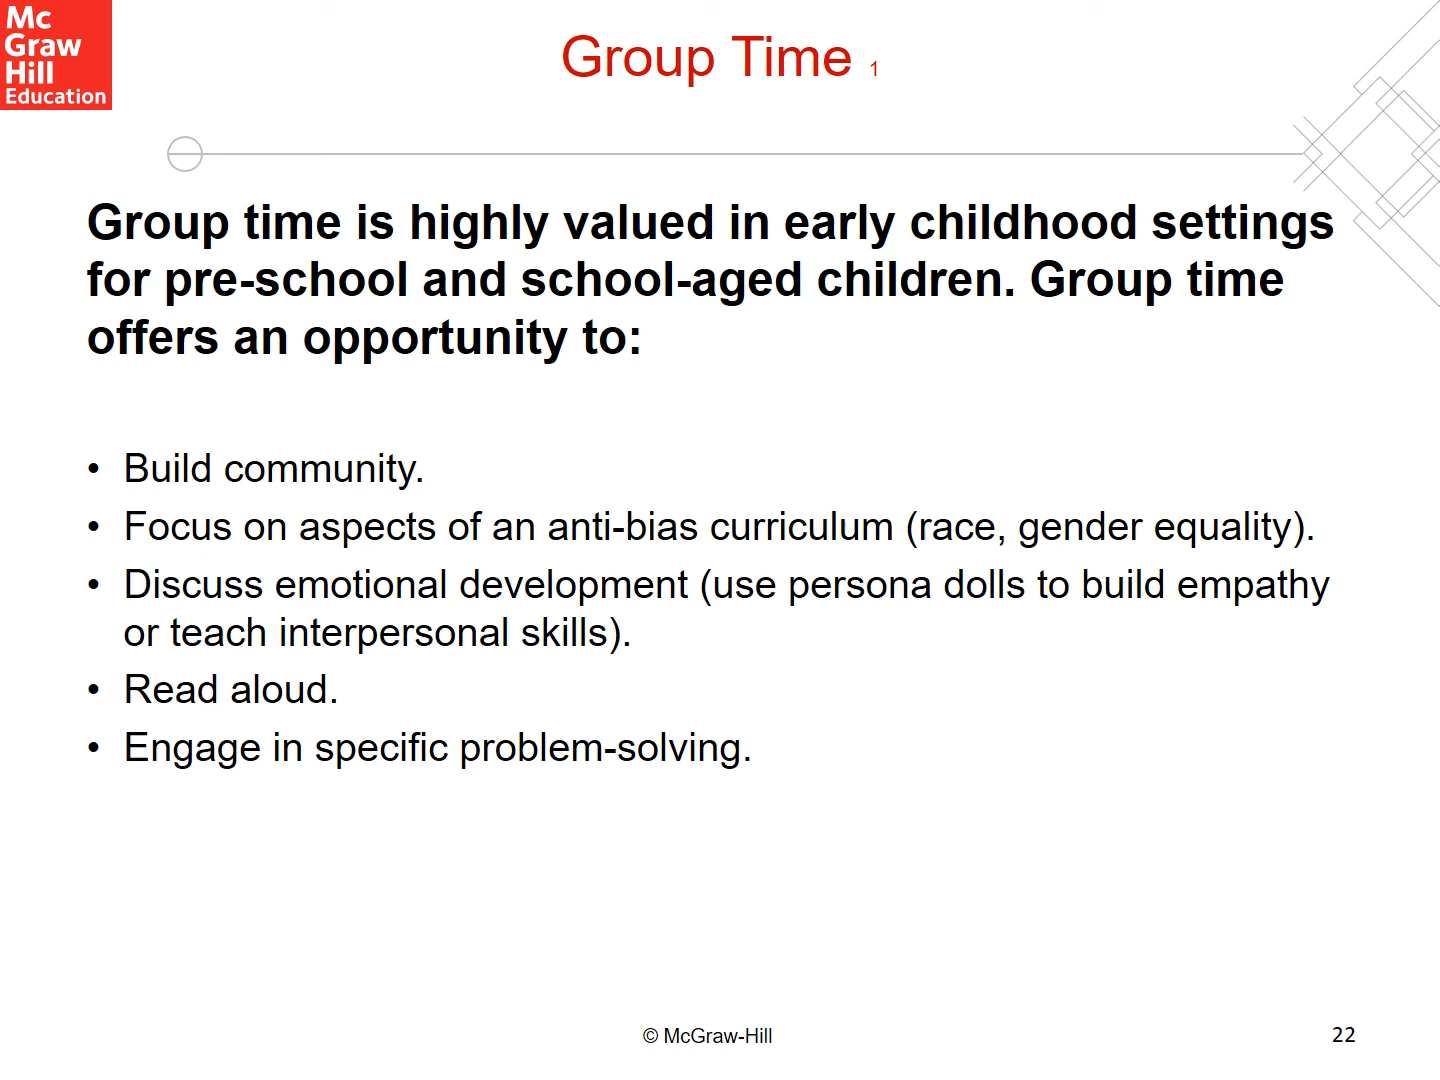 Mc
Graw
Hill
Education
Group Time 1
Group time is highly valued in early childhood settings
for pre-school and school-aged children. Group time
offers an opportunity to:
• Build community.
• Focus on aspects of an anti-bias curriculum (race, gender equality).
• Discuss emotional development (use persona dolls to build empathy
or teach interpersonal skills).
• Read aloud.
• Engage in specific problem-solving.
© McGraw-Hill
22